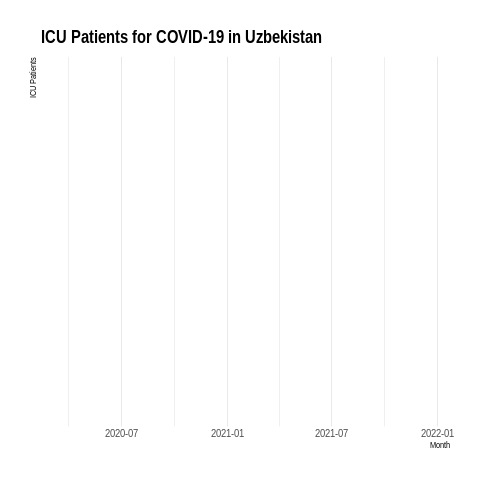 ICU Patients for COVID-19 in Uzbekistan
ICU Patients
2020-07 2021-01 2021-07 2022-01
Month